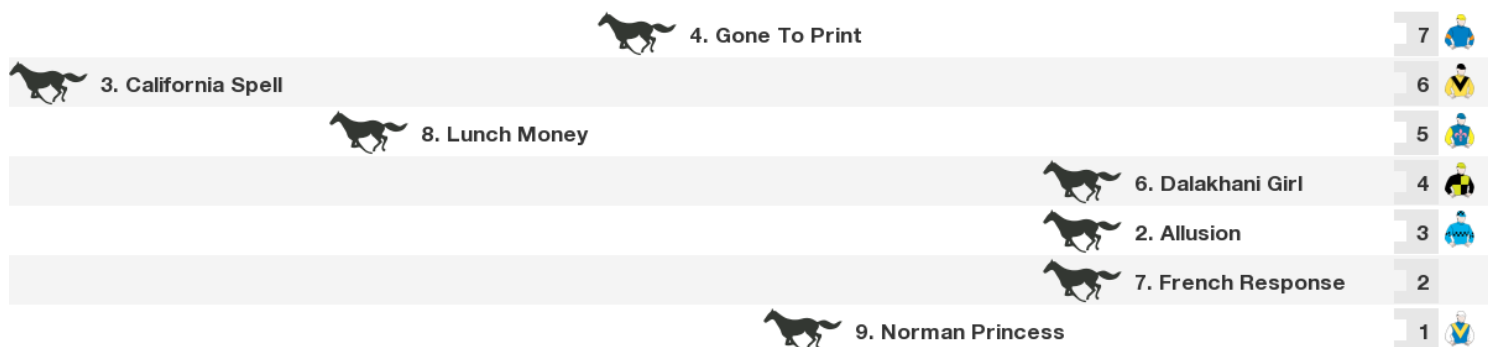 4. Gone To Print 7
3. California Spell 6
8. Lunch Money 5
6. Dalakhani Girl 4
2. Allusion 3
7. French Response 2
9. Norman Princess 1